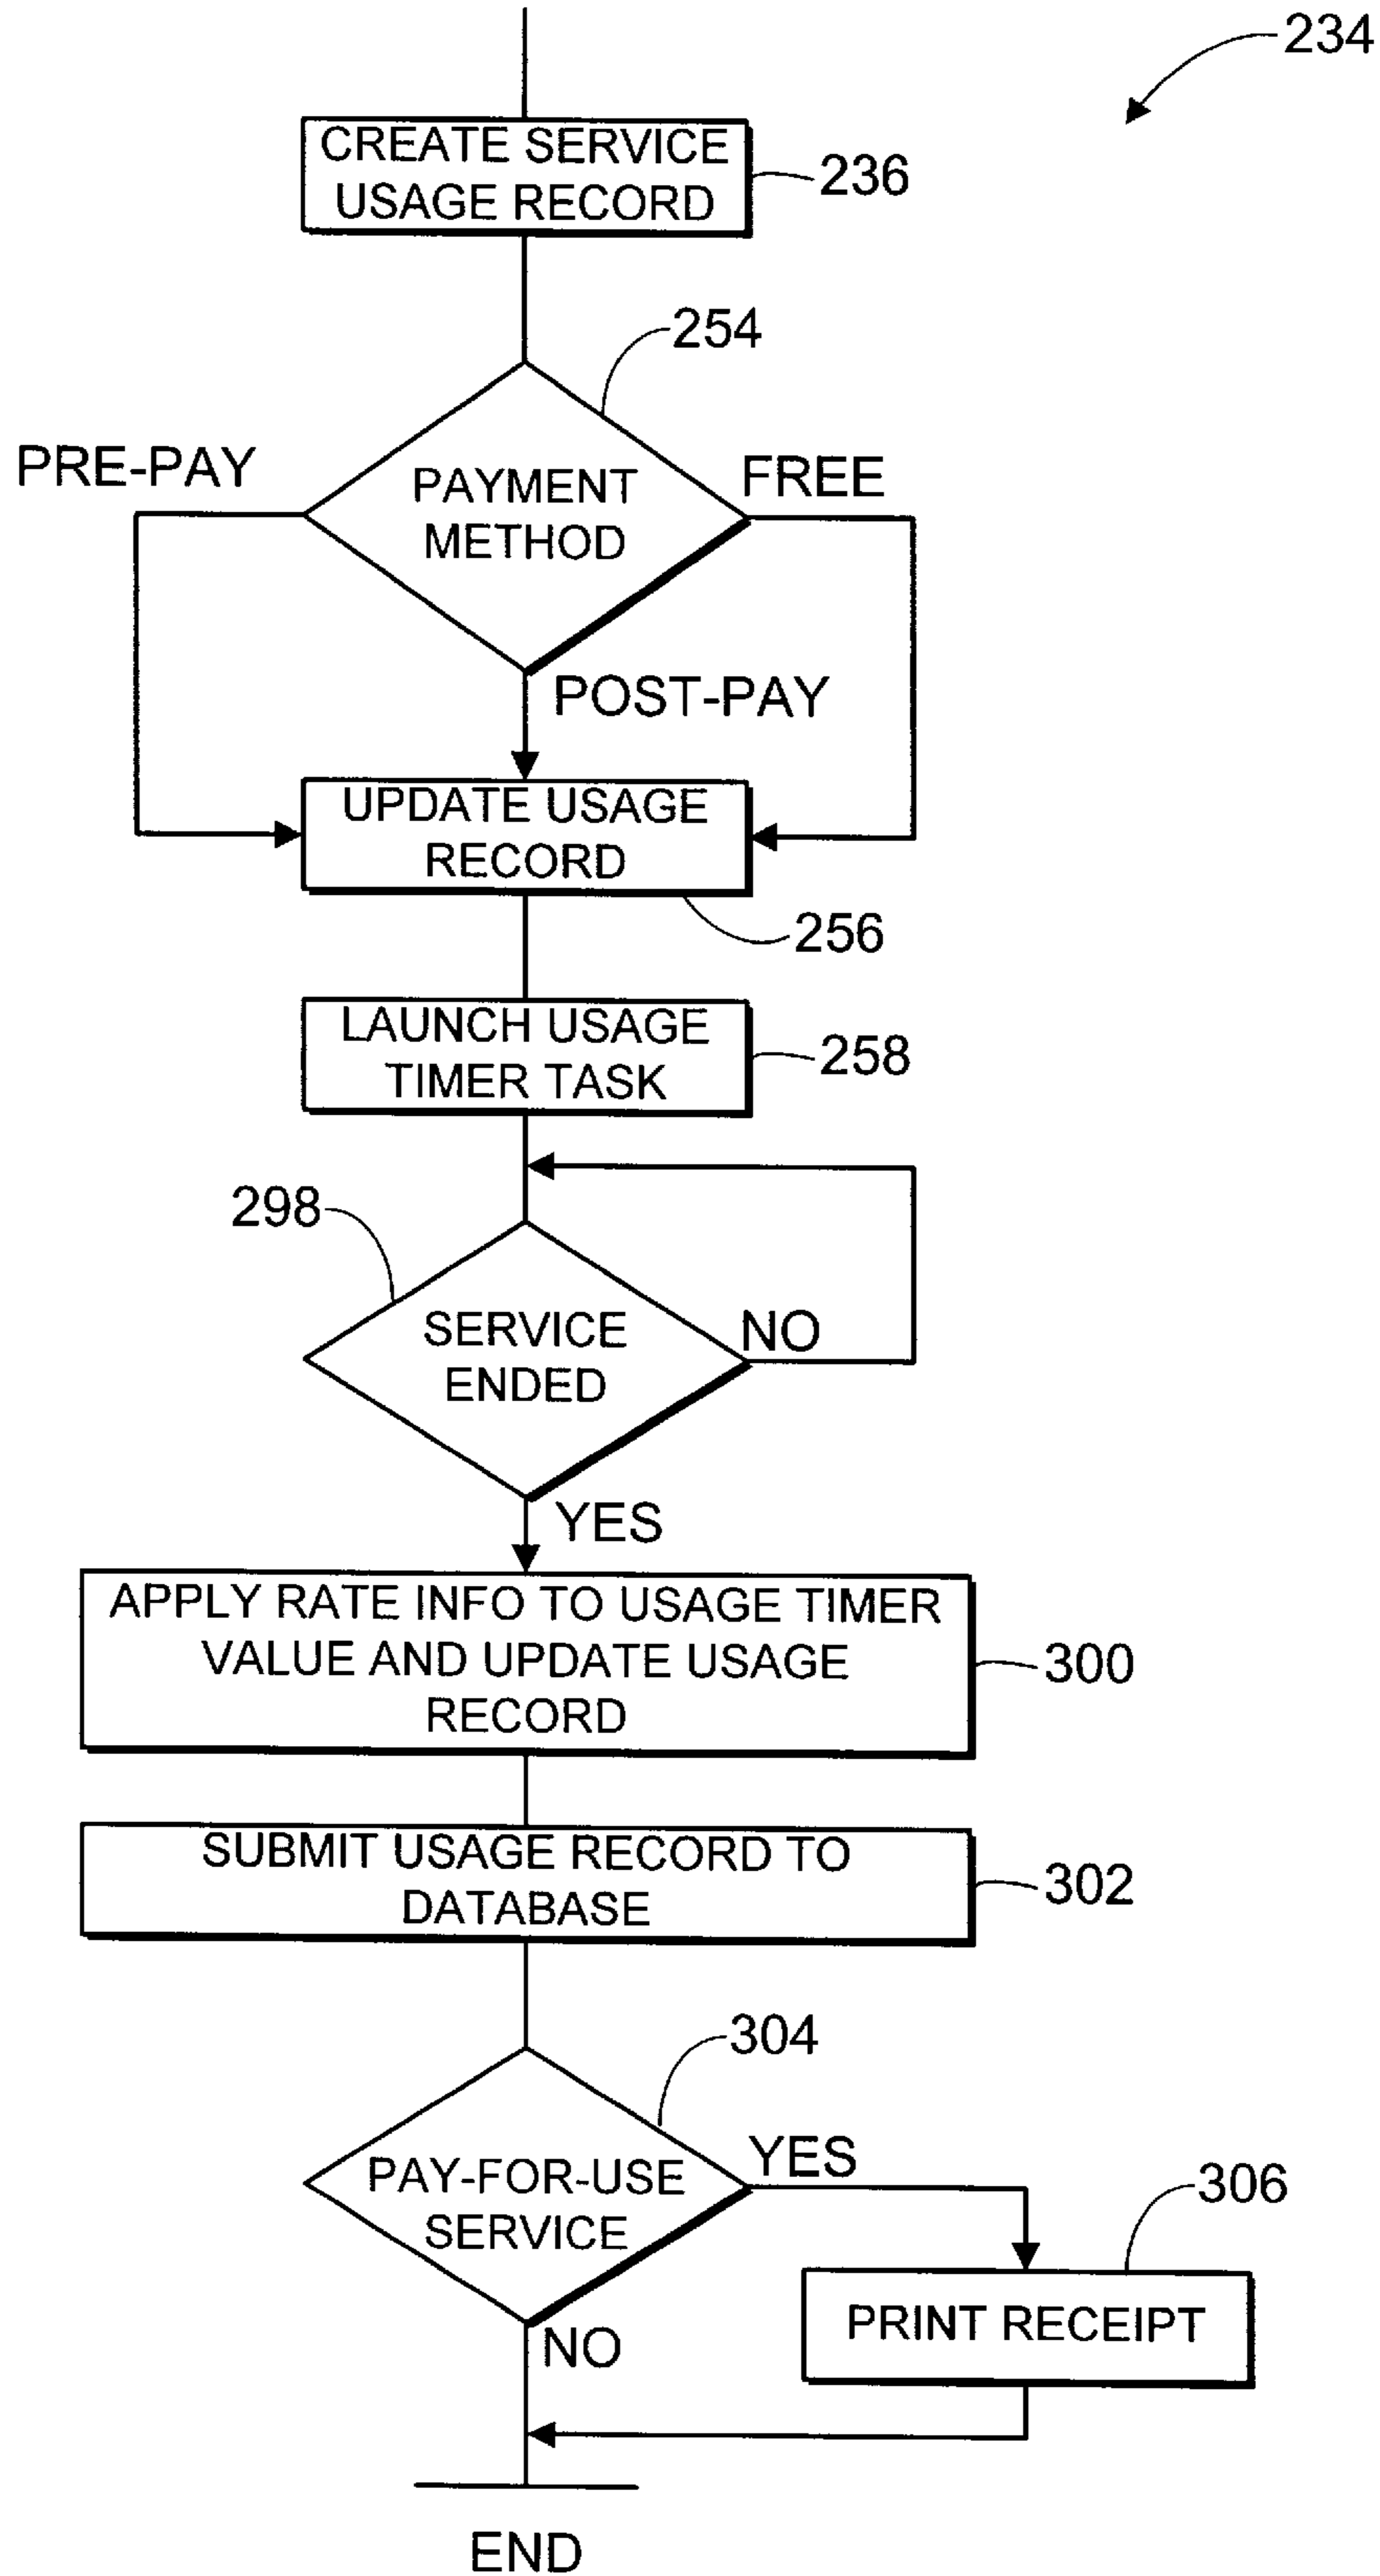 234
CREATE SERVICE
USAGE RECORD
236
254
PRE-PAY
PAYMENT
METHOD
FREE
POST-PAY
UPDATE USAGE
RECORD
256
LAUNCH USAGE
TIMER TASK
258
298
SERVICE
ENDED
NO
YES
APPLY RATE INFO TO USAGE TIMER
VALUE AND UPDATE USAGE
RECORD
300
SUBMIT USAGE RECORD TO
DATABASE
302
304
PAY-FOR-USE
SERVICE
YES
306
PRINT RECEIPT
NO
END